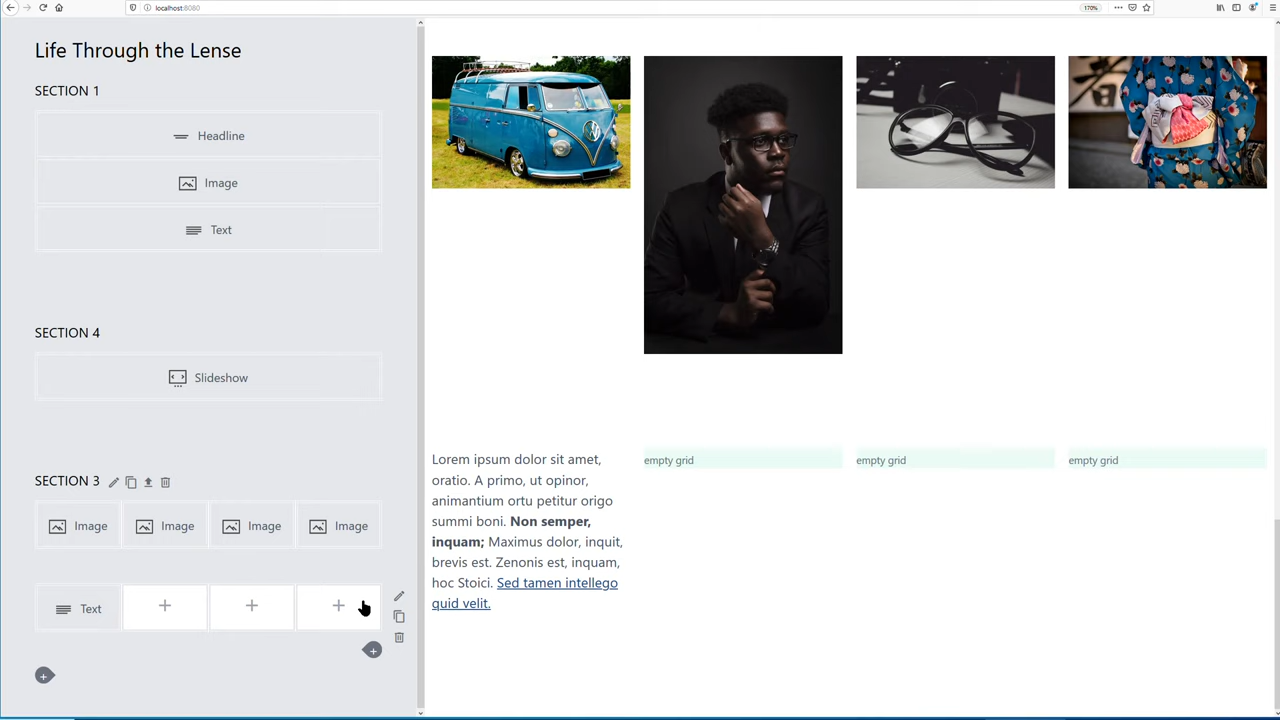 localhost:8080
170%
Life Through the Lense
SECTION 1
Headline
Image
Text
SECTION 4
Slideshow
SECTION 3
Image
Image
Image
Image
Text
Lorem ipsum dolor sit amet,
oratio. A primo, ut opinor,
animantium ortu petitur origo
summi boni. Non semper,
inquam; Maximus dolor, inquit,
brevis est. Zenonis est, inquam,
hoc Stoici. Sed tamen intellego
quid velit.
empty grid
empty grid
empty grid